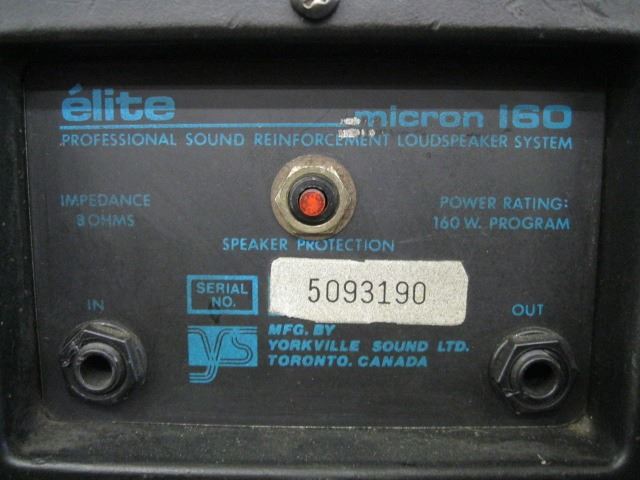 élite micron 160
PROFESSIONAL SOUND REINFORCEMENT LOUDSPEAKER SYSTEM
IMPEDANCE
8 OHMS
POWER RATING:
160 W. PROGRAM
SPEAKER PROTECTION
SERIAL
NO.
5093190
IN
OUT
YS
MFG. BY
YORKVILLE SOUND LTD.
TORONTO. CANADA